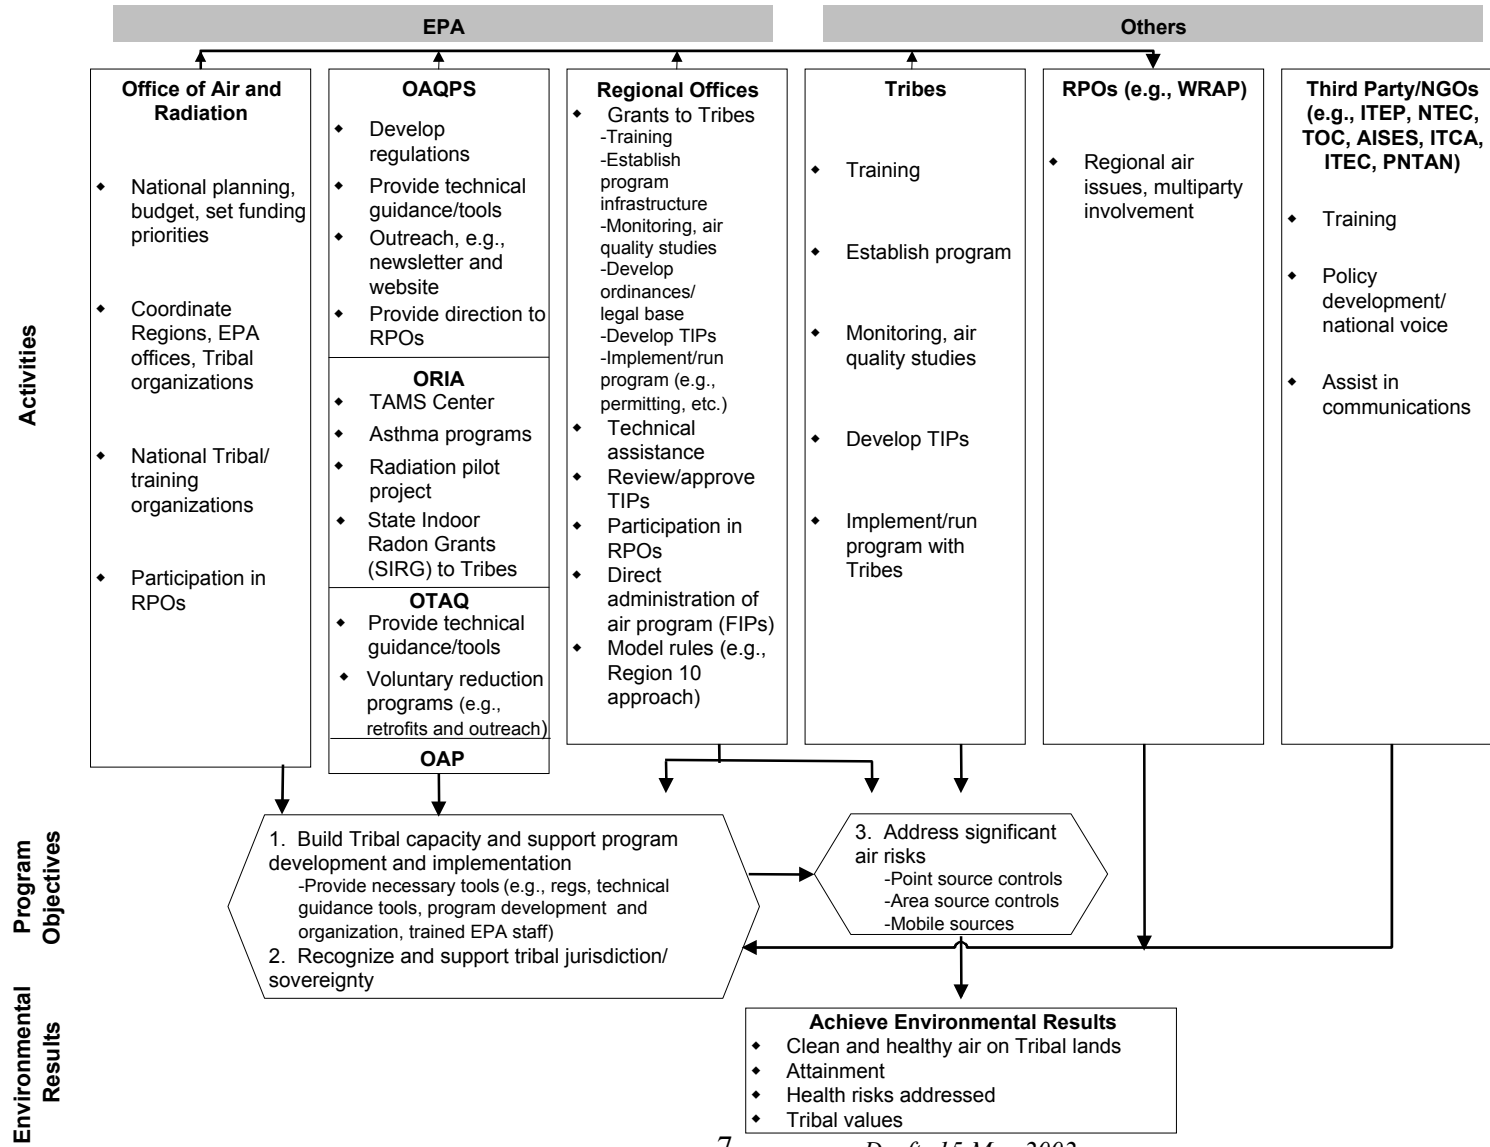 EPA
Others
Activities
Office of Air and
Radiation
National planning,
budget, set funding
priorities
Coordinate
Regions, EPA
offices, Tribal
organizations
National Tribal/
training
organizations
Participation in
RPOs
OAQPS
Develop
regulations
Provide technical
guidance/tools
Outreach, e.g.,
newsletter and
website
Provide direction to
RPOs
ORIA
TAMS Center
Asthma programs
Radiation pilot
project
State Indoor
Radon Grants
(SIRG) to Tribes
OTAQ
Provide technical
guidance/tools
Voluntary reduction
programs (e.g.,
retrofits and outreach)
OAP
Regional Offices
Grants to Tribes
-Training
-Establish
program
infrastructure
-Monitoring, air
quality studies
-Develop
ordinances/
legal base
-Develop TIPs
-Implement/run
program (e.g.,
permitting, etc.)
Technical
assistance
Review/approve
TIPs
Participation in
RPOs
Direct
administration of
air program (FIPs)
Model rules (e.g.,
Region 10
approach)
Tribes
Training
Establish program
Monitoring, air
quality studies
Develop TIPs
Implement/run
program with
Tribes
RPOs (e.g., WRAP)
Regional air
issues, multiparty
involvement
Third Party/NGOs
(e.g., ITEP, NTEC,
TOC, AISES, ITCA,
ITEC, PNTAN)
Training
Policy
development/
national voice
Assist in
communications
Program
Objectives
1. Build Tribal capacity and support program
development and implementation
-Provide necessary tools (e.g., regs, technical
guidance tools, program development and
organization, trained EPA staff)
2. Recognize and support tribal jurisdiction/
sovereignty
3. Address significant
air risks
-Point source controls
-Area source controls
-Mobile sources
Environmental
Results
Achieve Environmental Results
Clean and healthy air on Tribal lands
Attainment
Health risks addressed
Tribal values
7